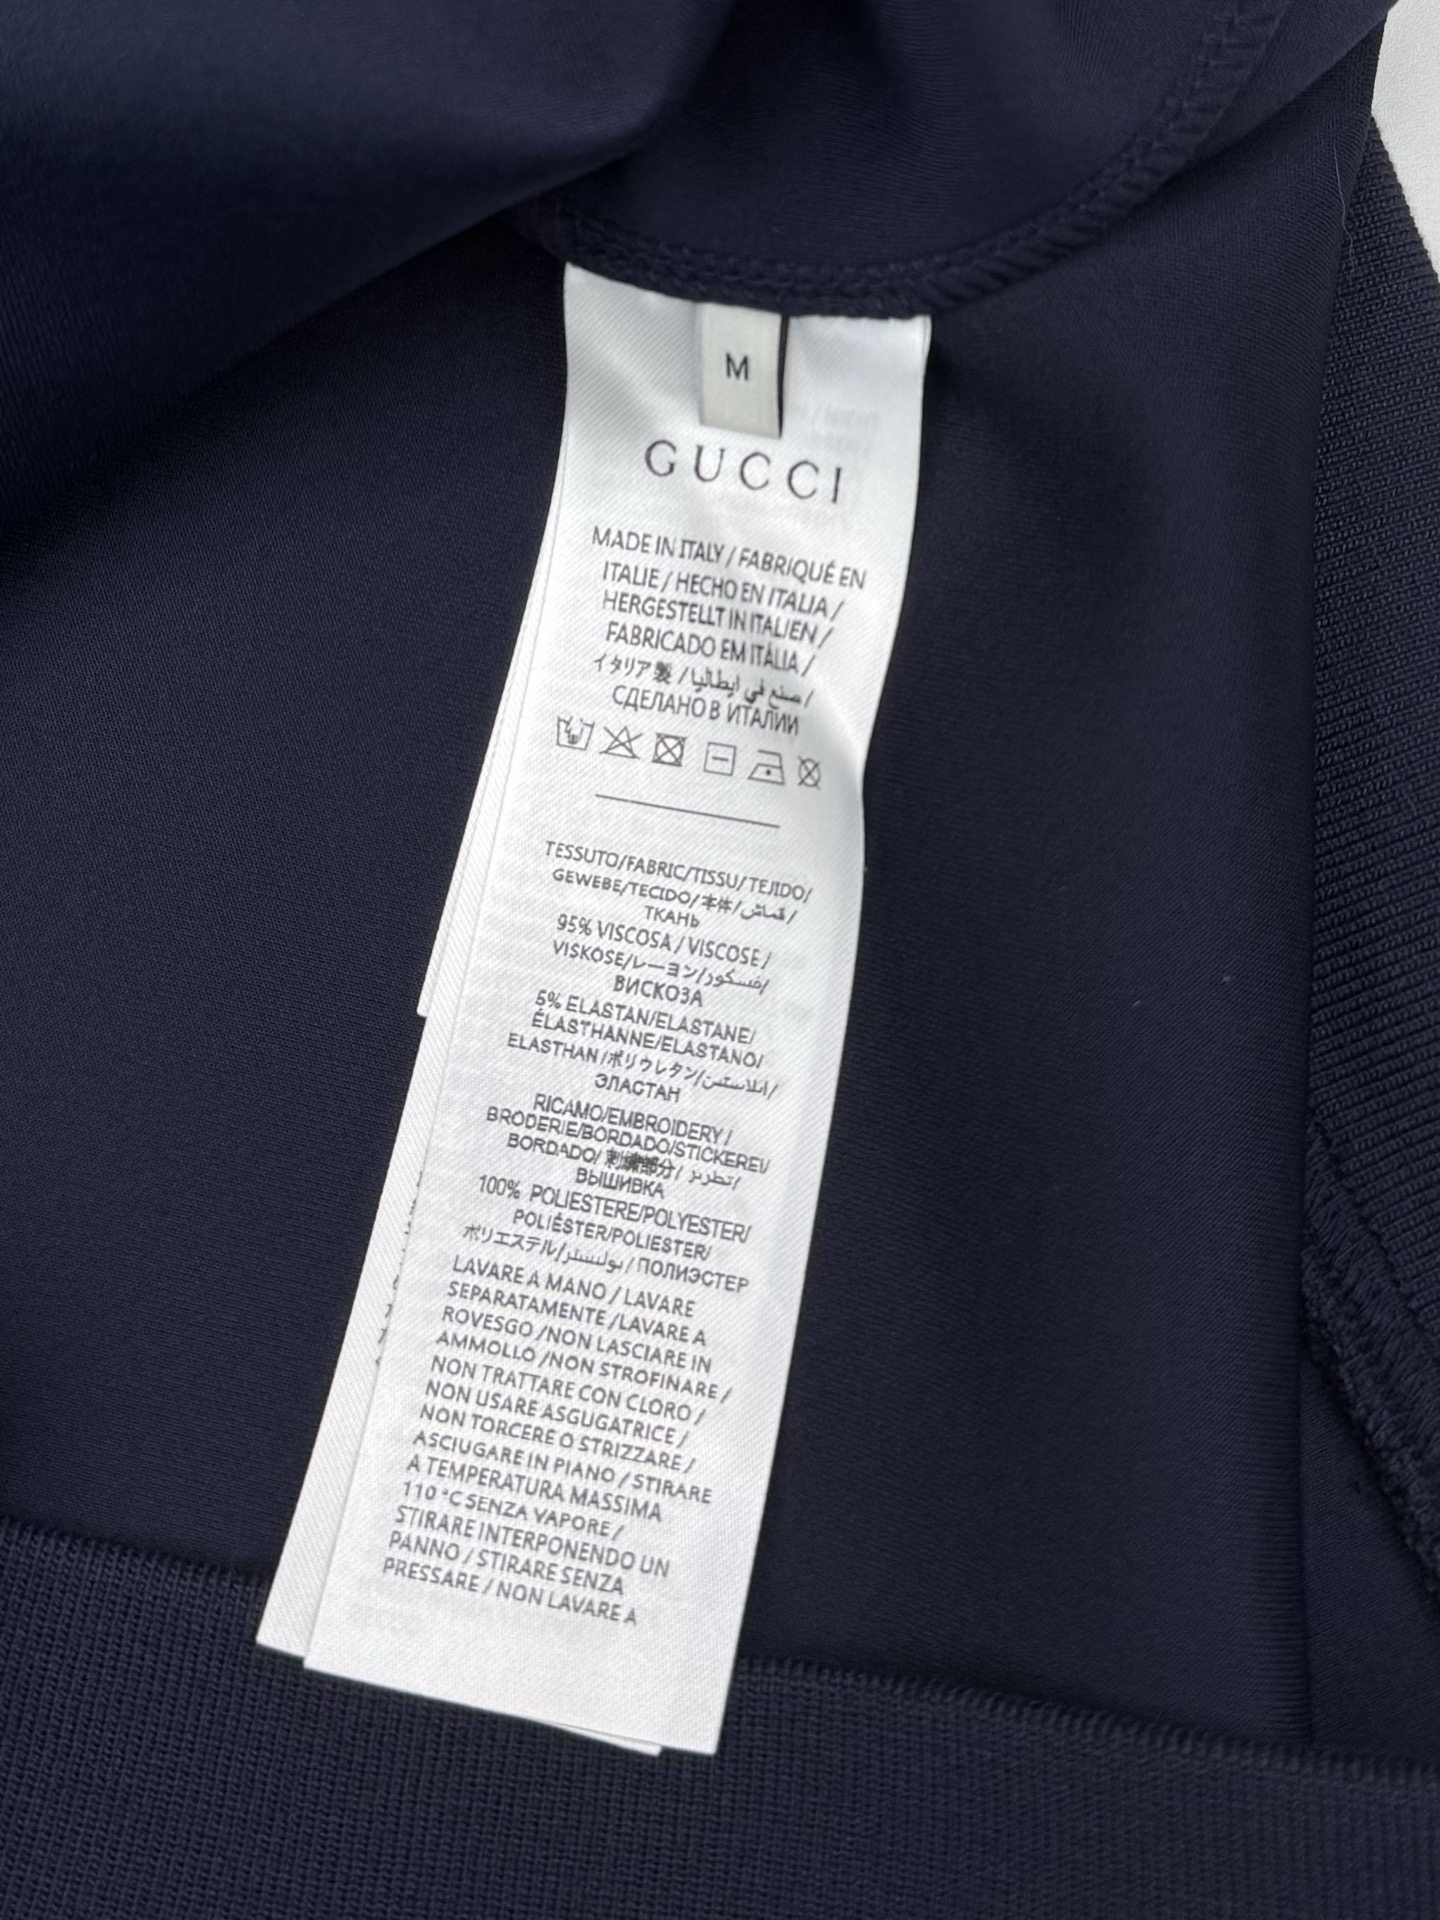 M
GUCCI
MADE IN ITALY / FABRIQUÉ EN
ITALIE / HECHO EN ITALIA /
HERGESTELLT IN ITALIEN /
FABRICADO EM ITÁLIA /
イタリア製 / صنع في إيطاليا /
СДЕЛАНО В ИТАЛИИ
TESSUTO/FABRIC/TISSU/TEJIDO/
GEWEBE/TECIDO/本体/قماش/
ТКАНЬ
95% VISCOSA / VISCOSE /
VISKOSE/レーヨン/فسكوز/
ВИСКОЗА
5% ELASTAN/ELASTANE/
ÉLASTHANNE/ELASTANO/
ELASTHAN/ポリウレタン/ايلاستين/
ЭЛАСТАН
RICAMO/EMBROIDERY/
BRODERIE/BORDADO/STICKEREI/
BORDADO/刺繍部分/تطريز/
ВЫШИВКА
100% POLIESTERE/POLYESTER/
POLIÉSTER/POLIESTER/
ポリエステル/بوليستر/ПОЛИЭСТЕР
LAVARE A MANO / LAVARE
SEPARATAMENTE /LAVARE A
ROVESGO /NON LASCIARE IN
AMMOLLO /NON STROFINARE /
NON TRATTARE CON CLORO /
NON USARE ASGUGATRICE /
NON TORCERE O STRIZZARE /
ASCIUGARE IN PIANO / STIRARE
A TEMPERATURA MASSIMA
110 °C SENZA VAPORE /
STIRARE INTERPONENDO UN
PANNO / STIRARE SENZA
PRESSARE / NON LAVARE A